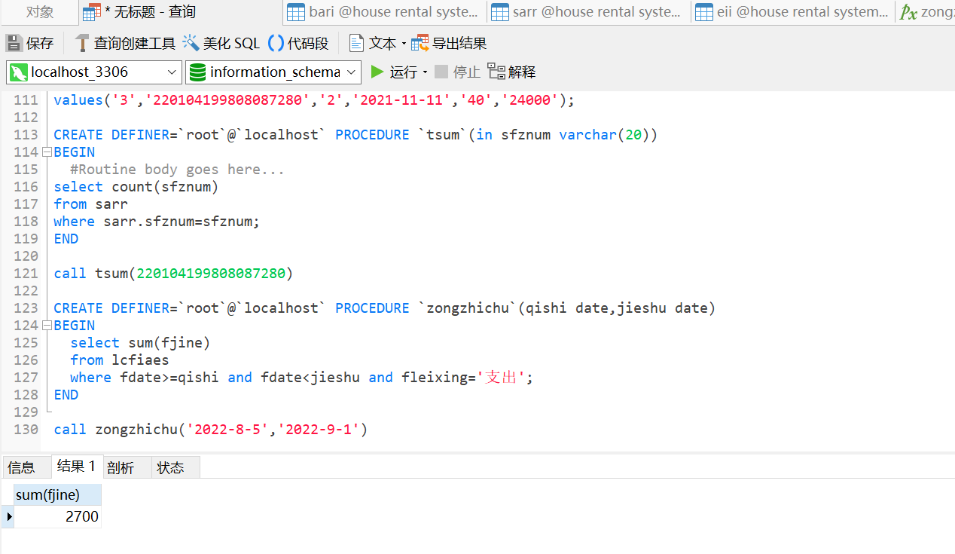 对象 * 无标题 - 查询 bari @house rental syste... sarr @house rental syste... eii @house rental system... zong
保存 查询创建工具 美化 SQL () 代码段 文本 导出结果
localhost_3306 information_schema 运行 停止 解释
111 values('3','220104199808087280','2','2021-11-11','40','24000');
112
113 CREATE DEFINER=`root`@`localhost` PROCEDURE `tsum`(in sfznum varchar(20))
114 BEGIN
115 #Routine body goes here...
116 select count(sfznum)
117 from sarr
118 where sarr.sfznum=sfznum;
119 END
120
121 call tsum(220104199808087280)
122
123 CREATE DEFINER=`root`@`localhost` PROCEDURE `zongzhichu`(qishi date,jieshu date)
124 BEGIN
125 select sum(fjine)
126 from lcfiaes
127 where fdate>=qishi and fdate<jieshu and fleixing='支出';
128 END
129
130 call zongzhichu('2022-8-5','2022-9-1')
信息 结果 1 剖析 状态
sum(fjine)
2700